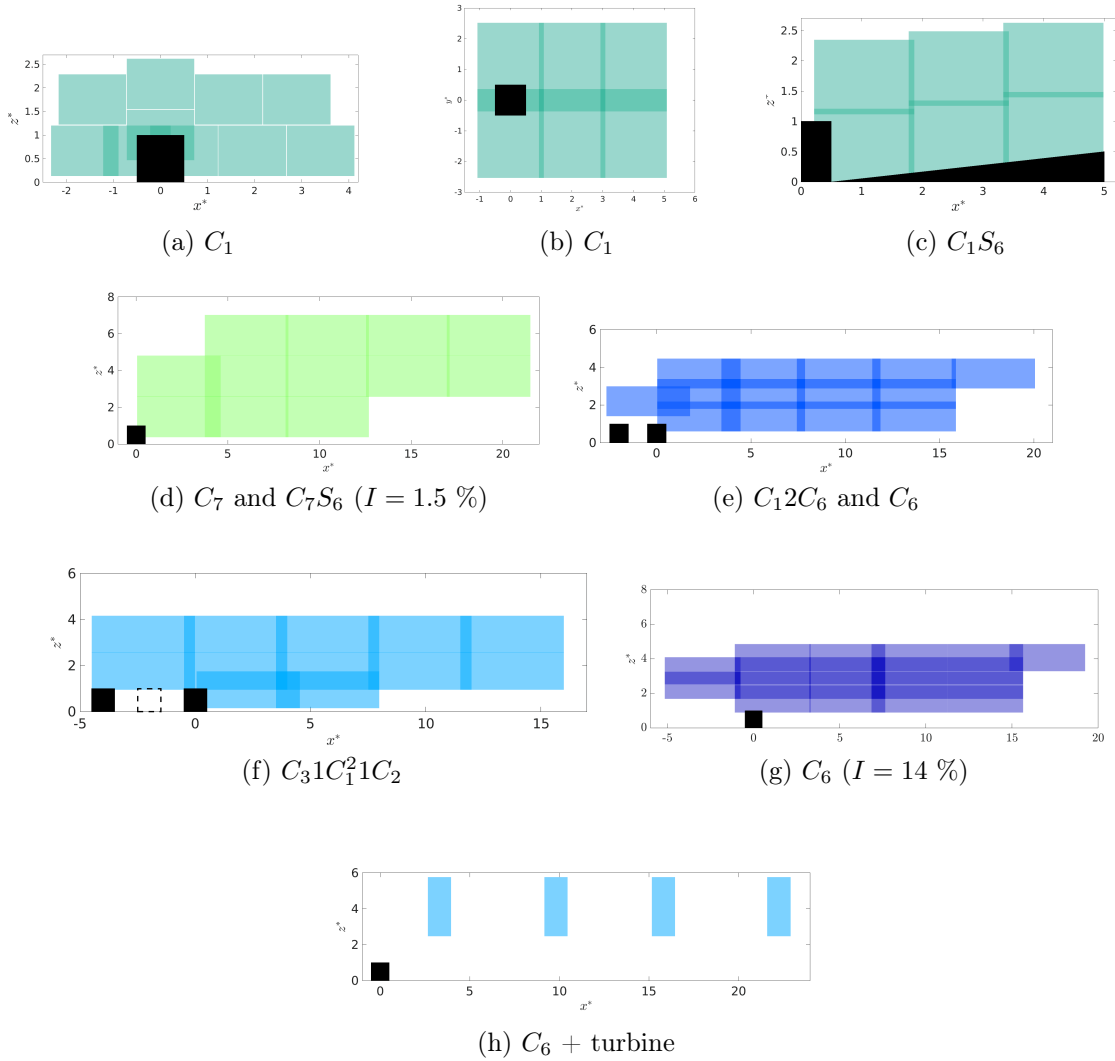 2.5
2
1.5
1
0.5
0
z*
-2 -1 0 1 2 3 4
x*
(a) C₁
3
2
1
0
-1
-2
-3
y*
-1 0 1 2 3 4 5 6
x*
(b) C₁
2.5
2
1.5
1
0.5
0
0 1 2 3 4 5
x*
(c) C₁S₆
8
6
4
2
0
z*
0 5 10 15 20
x*
(d) C₇ and C₇S₆ (I = 1.5 %)
6
4
2
0
z*
0 5 10 15 20
x*
(e) C₁2C₆ and C₆
6
4
2
0
z*
-5 0 5 10 15
x*
(f) C₃1C₁²1C₂
8
6
4
2
0
z*
-5 0 5 10 15 20
(g) C₆ (I = 14 %)
6
4
2
0
z*
0 5 10 15 20
x*
(h) C₆ + turbine